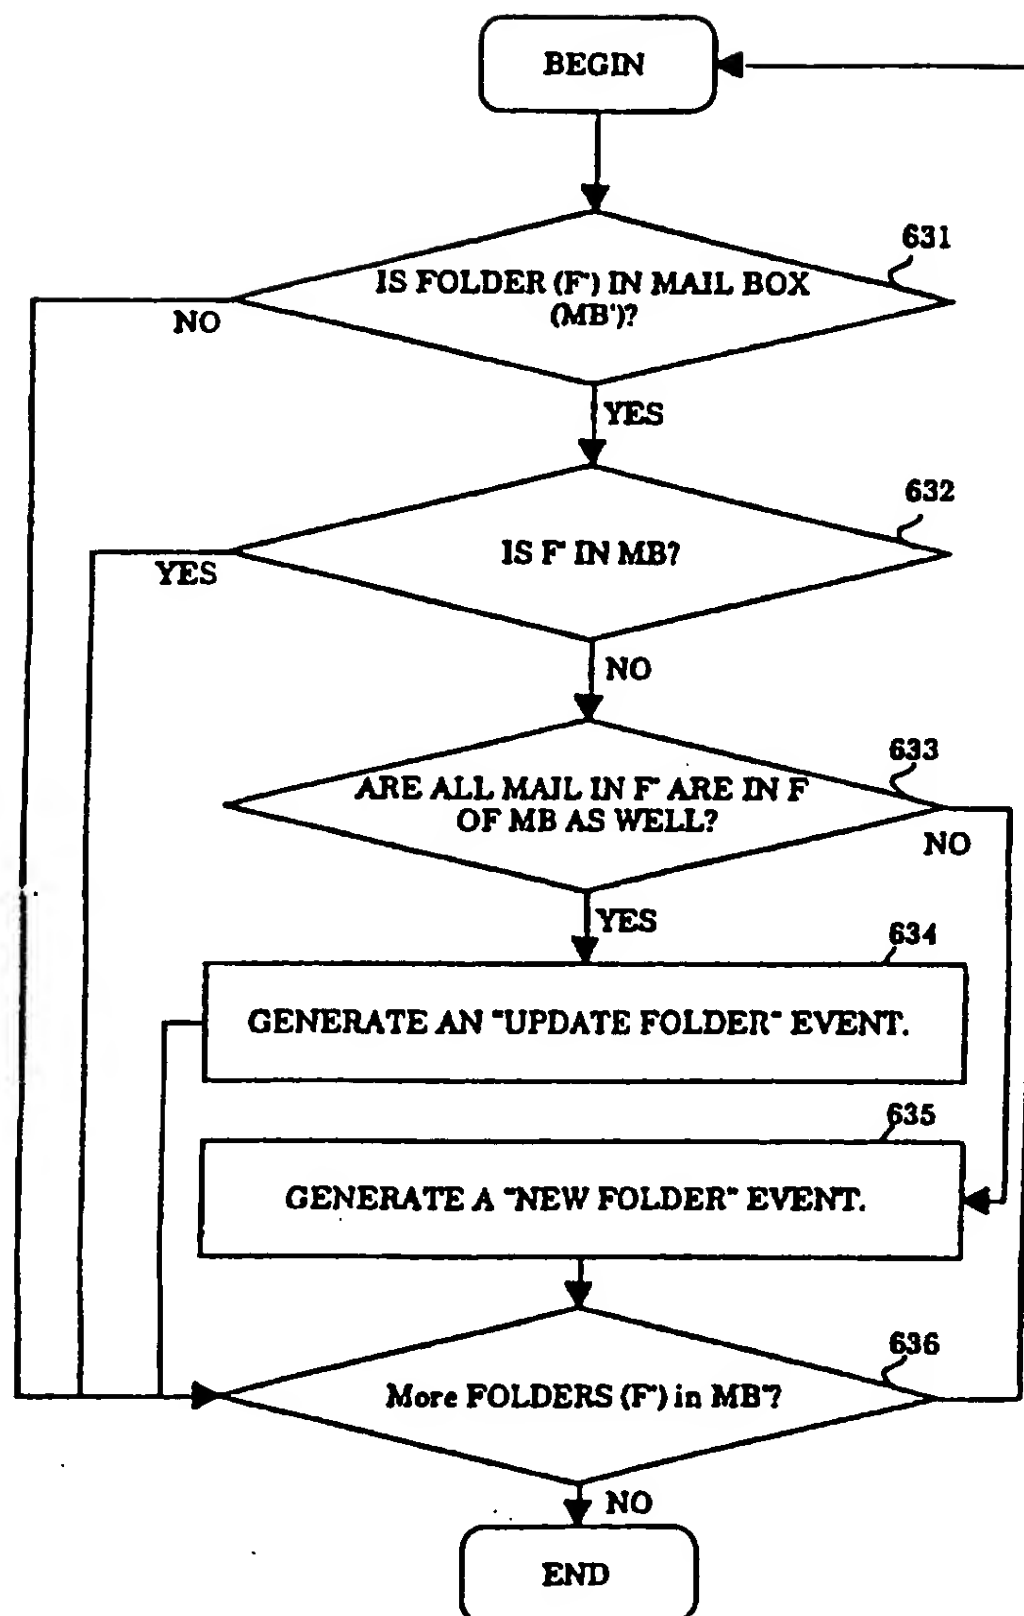 BEGIN
631
IS FOLDER (F') IN MAIL BOX
(MB')?
NO
YES
632
IS F' IN MB?
YES
NO
633
ARE ALL MAIL IN F' ARE IN F
OF MB AS WELL?
NO
YES
634
GENERATE AN "UPDATE FOLDER" EVENT.
635
GENERATE A "NEW FOLDER" EVENT.
636
More FOLDERS (F') in MB'?
NO
END